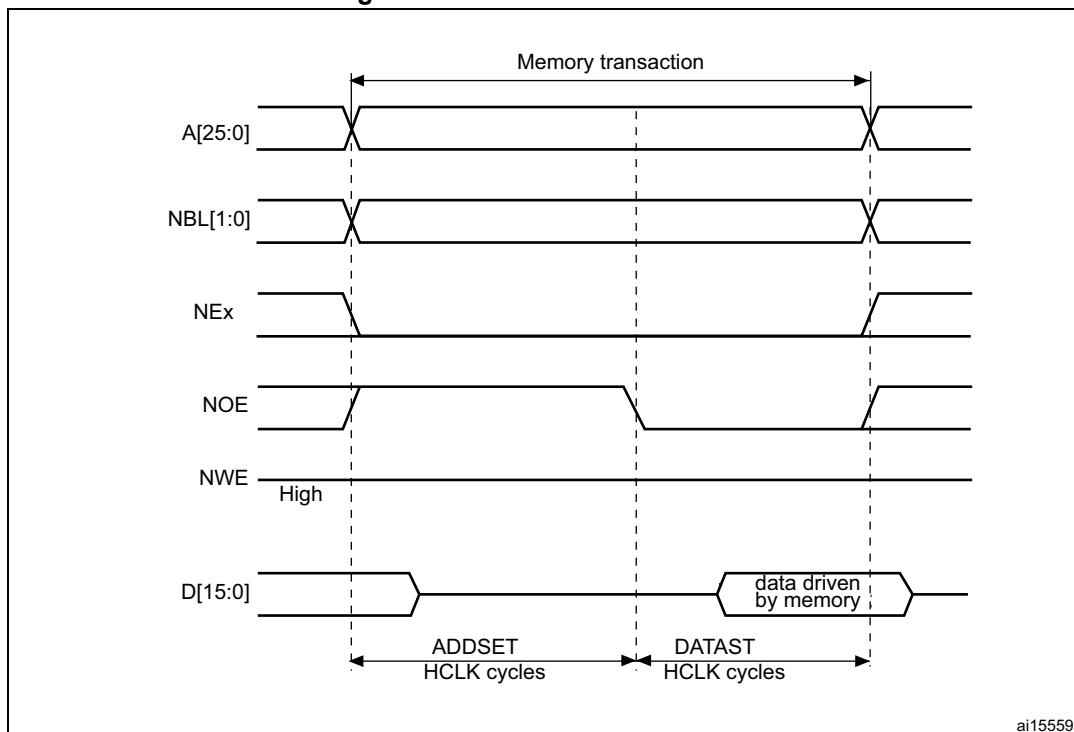 Memory transaction
A[25:0]
NBL[1:0]
NEx
NOE
NWE
High
D[15:0]
data driven
by memory
ADDSET
HCLK cycles
DATAST
HCLK cycles
ai15559